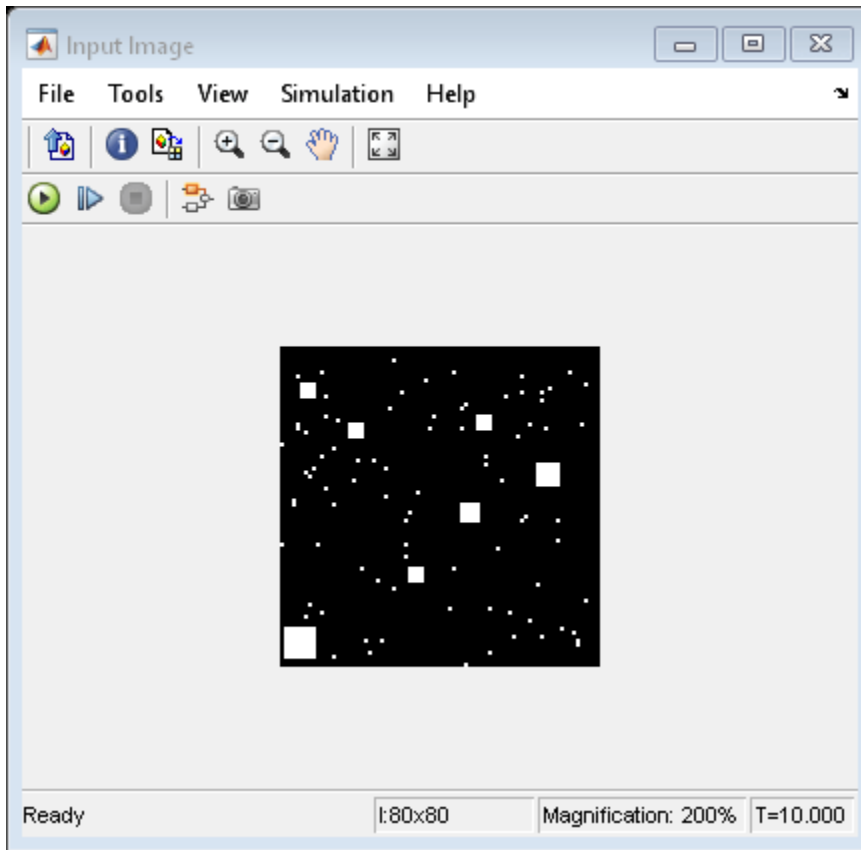 Input Image
File Tools View Simulation Help
Ready I:80x80 Magnification: 200% T=10.000